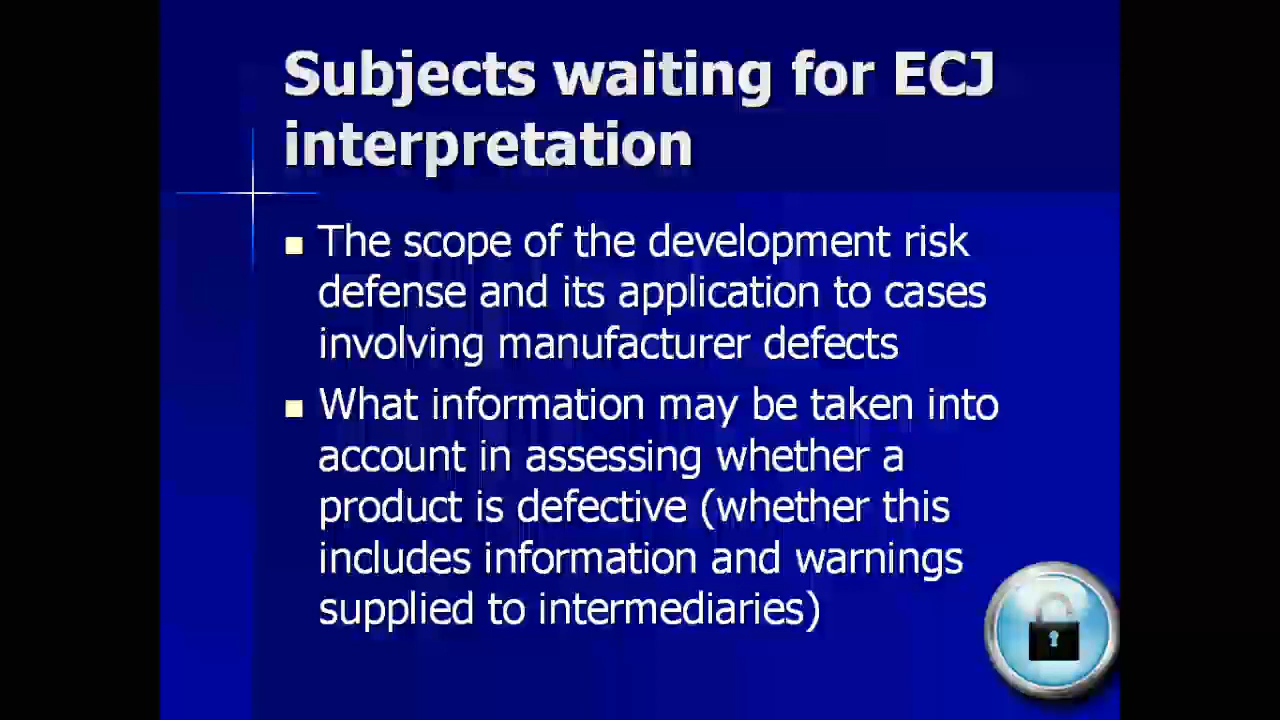 Subjects waiting for ECJ
interpretation
The scope of the development risk
defense and its application to cases
involving manufacturer defects
What information may be taken into
account in assessing whether a
product is defective (whether this
includes information and warnings
supplied to intermediaries)